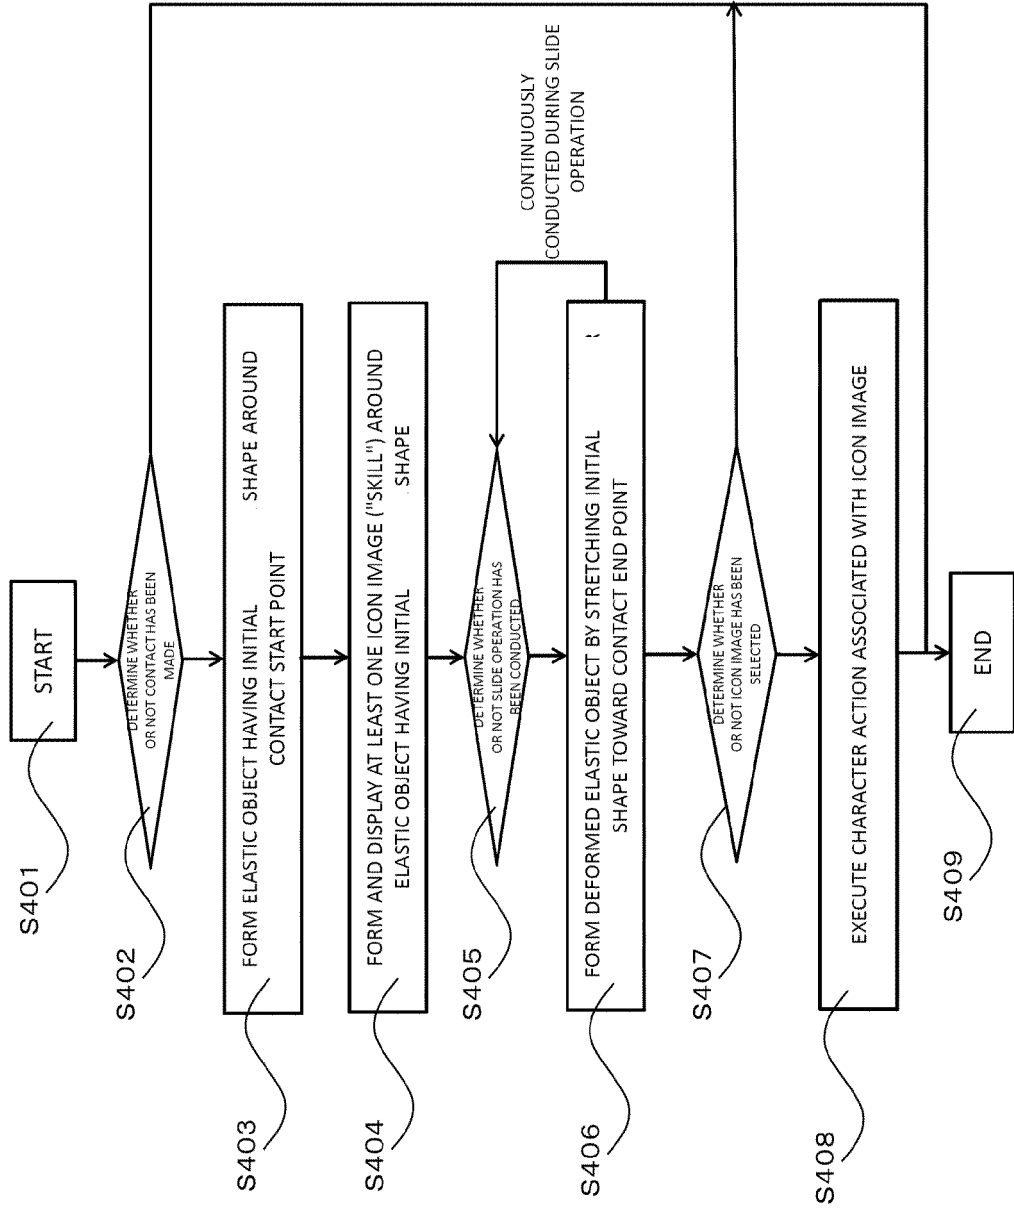 START
S401
DETERMINE WHETHER
OR NOT CONTACT HAS BEEN
MADE
S402
FORM ELASTIC OBJECT HAVING INITIAL SHAPE AROUND
CONTACT START POINT
S403
FORM AND DISPLAY AT LEAST ONE ICON IMAGE ("SKILL") AROUND
ELASTIC OBJECT HAVING INITIAL SHAPE
S404
DETERMINE WHETHER
OR NOT SLIDE OPERATION HAS
BEEN CONDUCTED
S405
CONTINUOUSLY
CONDUCTED DURING SLIDE
OPERATION
FORM DEFORMED ELASTIC OBJECT BY STRETCHING INITIAL
SHAPE TOWARD CONTACT END POINT
S406
DETERMINE WHETHER
OR NOT ICON IMAGE HAS BEEN
SELECTED
S407
EXECUTE CHARACTER ACTION ASSOCIATED WITH ICON IMAGE
S408
END
S409